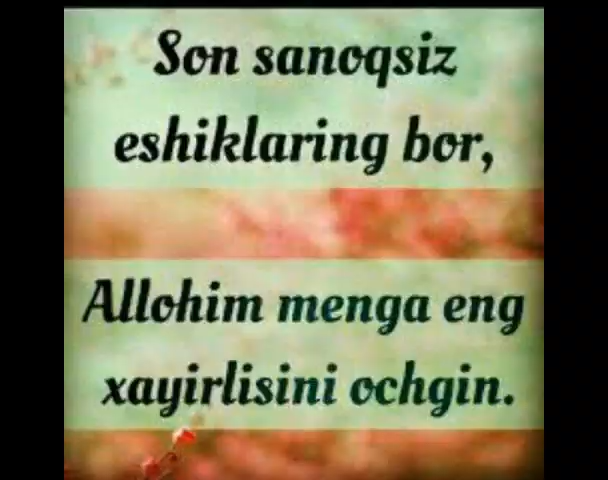 Son sanoqsiz
eshiklaring bor,
Allohim menga eng
xayirlisini ochgin.